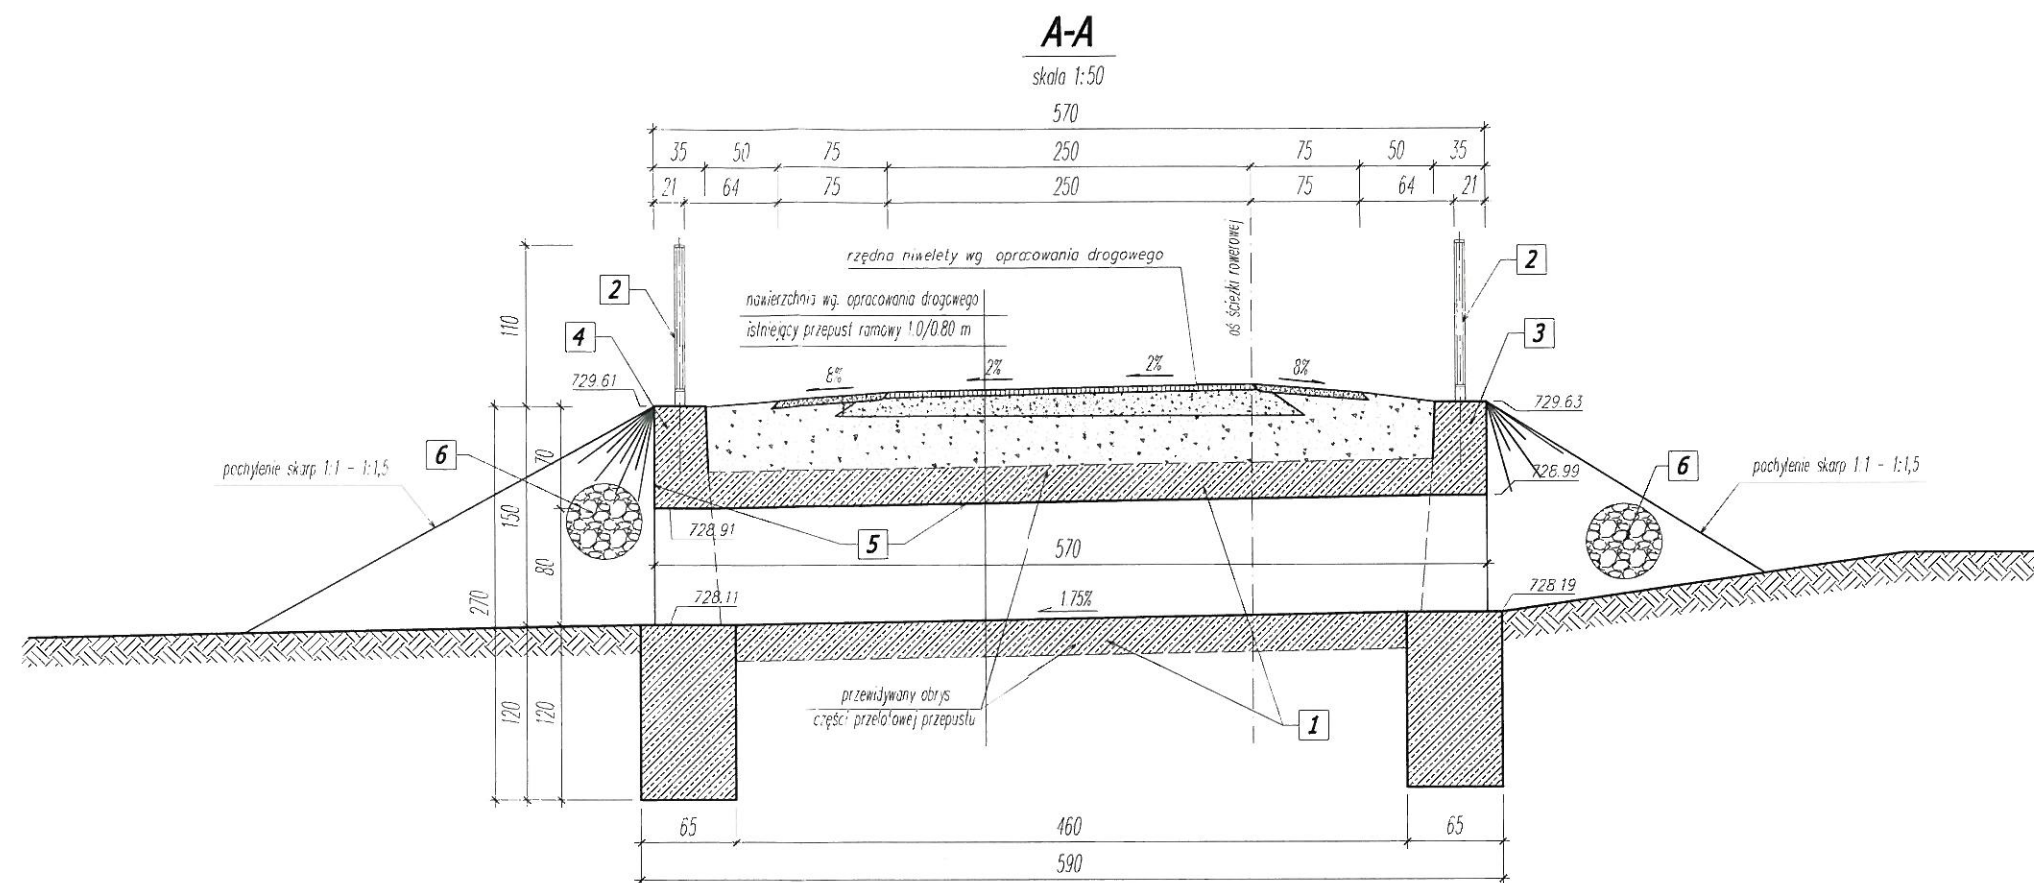 A-A
skala 1:50
570
35 50 75 250 75 50 35
21 64 75 250 75 64 21
oś ścieżki rowerowej
rzędna niwelety wg opracowania drogowego
2
2
nawierzchnia wg. opracowania drogowego
istniejący przepust ramowy 1.0/0.80 m
110
4
3
8%
2%
2%
8%
729.61
729.63
pochylenie skarp 1:1 - 1:1,5
6
70
728.99
6
pochylenie skarp 1:1 - 1:1,5
150
728.91
5
570
80
270
728.11
1.75%
728.19
120
120
przewidywany obrys
części przelotowej przepustu
1
65 460 65
590